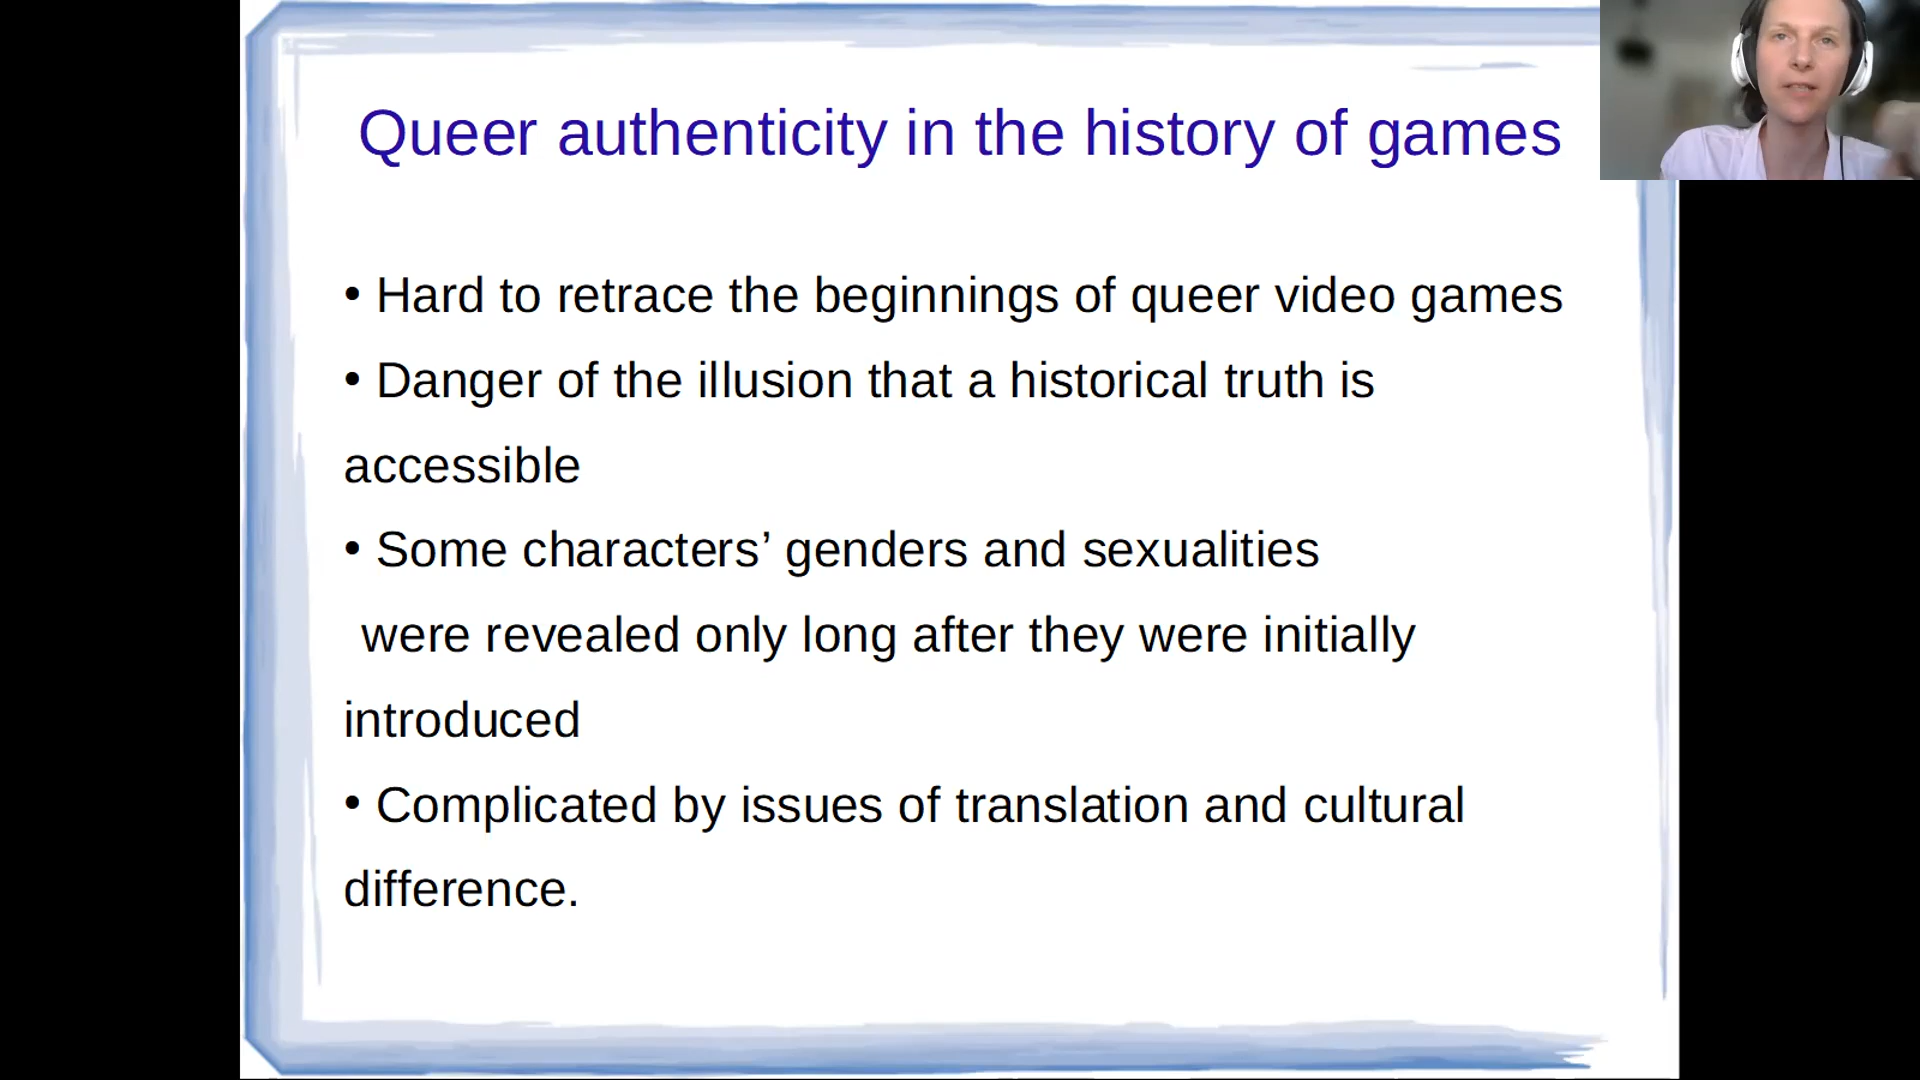 Queer authenticity in the history of games
• Hard to retrace the beginnings of queer video games
• Danger of the illusion that a historical truth is
accessible
• Some characters’ genders and sexualities
were revealed only long after they were initially
introduced
• Complicated by issues of translation and cultural
difference.